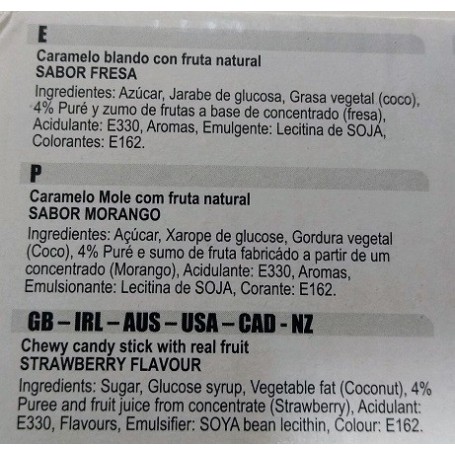 E
Caramelo blando con fruta natural
SABOR FRESA
Ingredientes: Azúcar, Jarabe de glucosa, Grasa vegetal (coco),
4% Puré y zumo de frutas a base de concentrado (fresa),
Acidulante: E330, Aromas, Emulgente: Lecitina de SOJA,
Colorantes: E162.
P
Caramelo Mole com fruta natural
SABOR MORANGO
Ingredientes: Açúcar, Xarope de glucose, Gordura vegetal
(Coco), 4% Puré e sumo de fruta fabricádo a partir de um
concentrado (Morango), Acidulante: E330, Aromas,
Emulsionante: Lecitina de SOJA, Corante: E162.
GB – IRL – AUS – USA – CAD - NZ
Chewy candy stick with real fruit
STRAWBERRY FLAVOUR
Ingredients: Sugar, Glucose syrup, Vegetable fat (Coconut), 4%
Puree and fruit juice from concentrate (Strawberry), Acidulant:
E330, Flavours, Emulsifier: SOYA bean lecithin, Colour: E162.